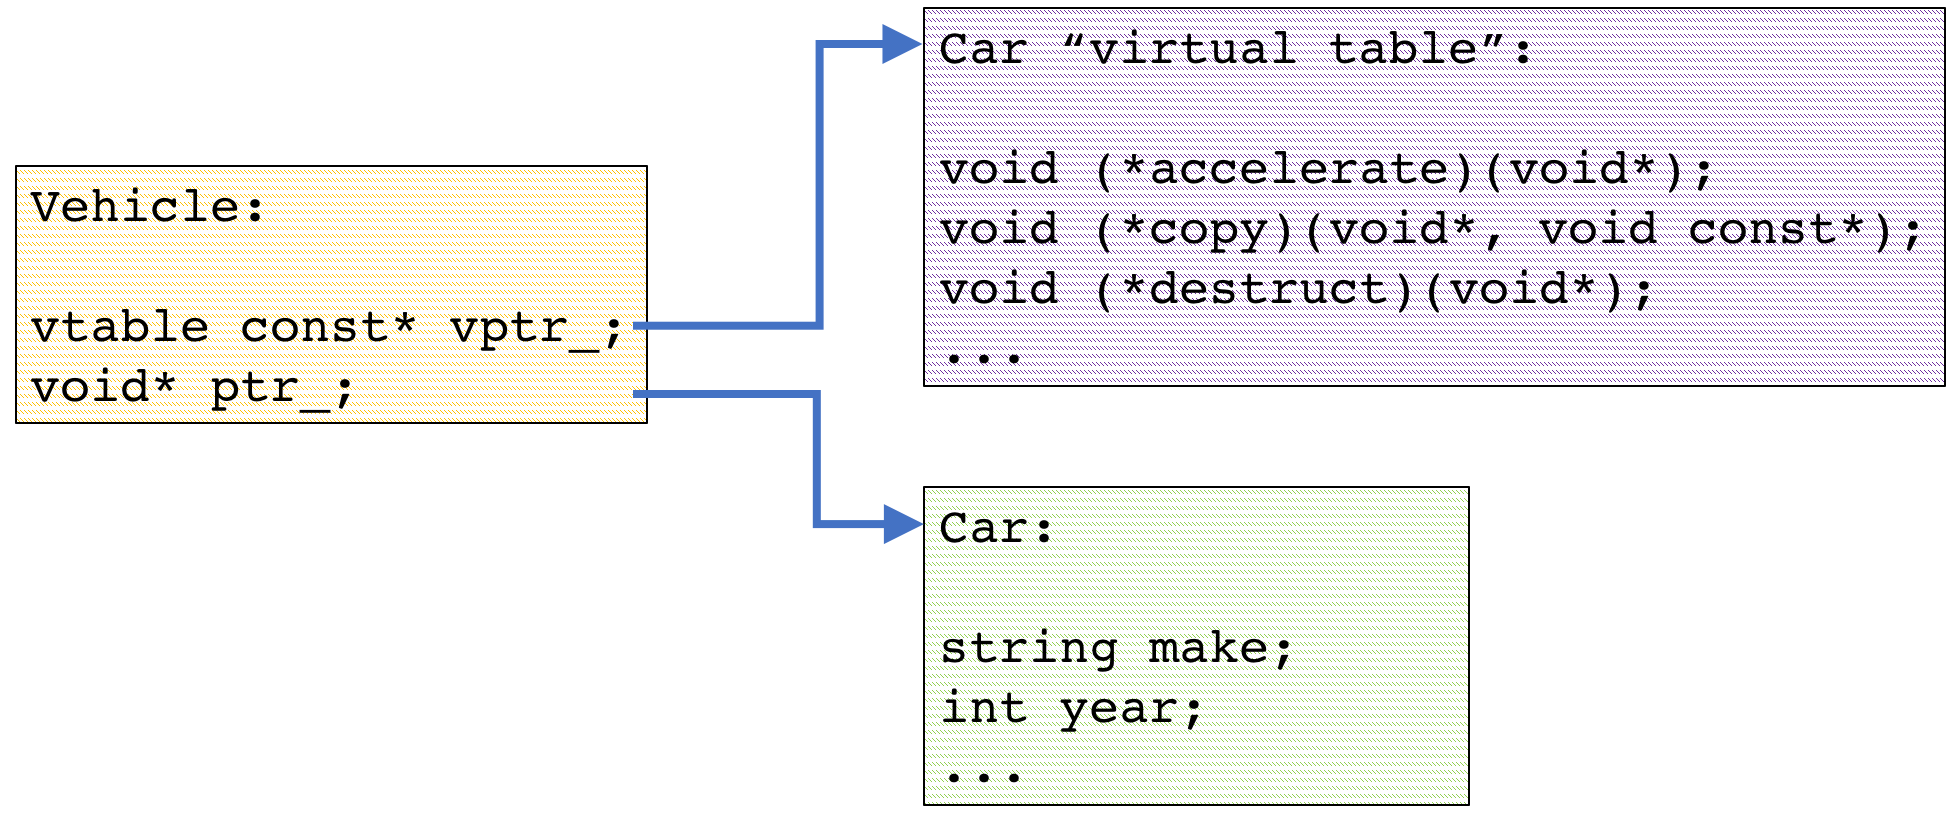 Vehicle:
vtable const* vptr_;
void* ptr_;
Car “virtual table”:
void (*accelerate)(void*);
void (*copy)(void*, void const*);
void (*destruct)(void*);
...
Car:
string make;
int year;
...